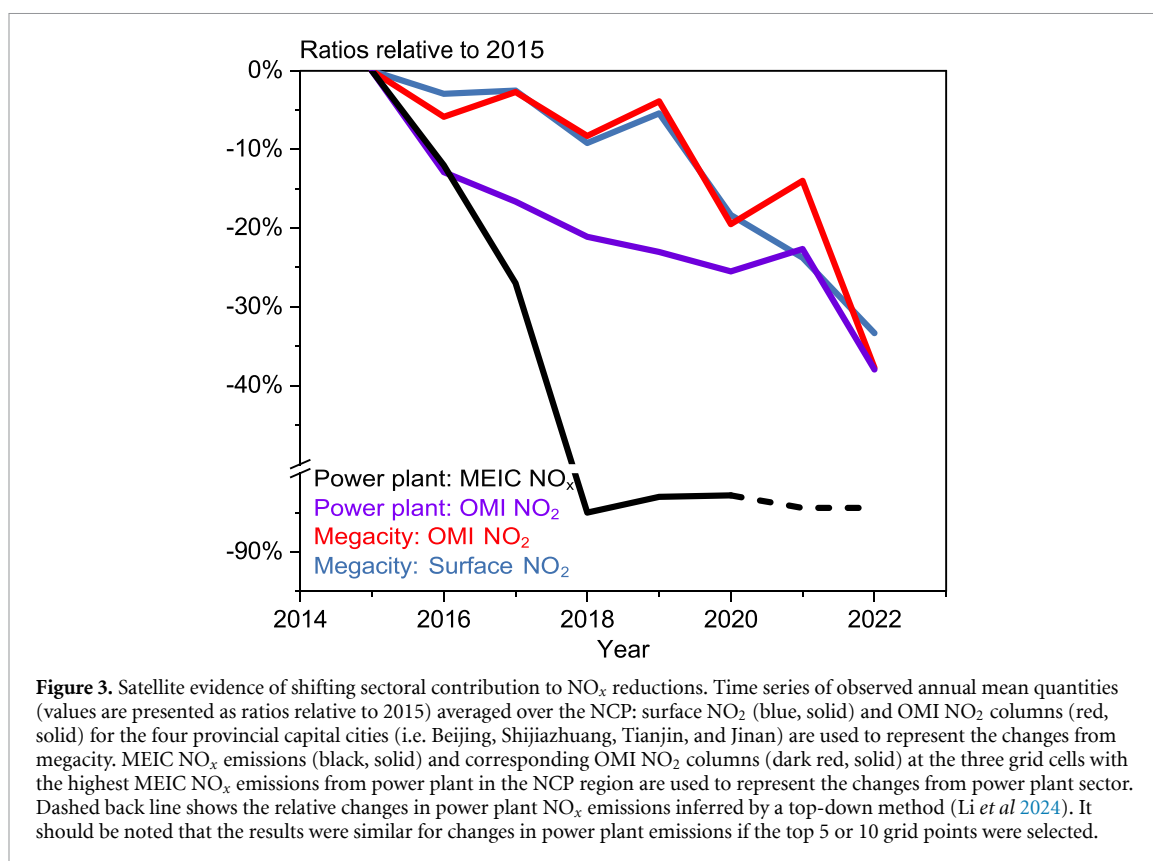 Ratios relative to 2015
0%
-10%
-20%
-30%
-40%
-90%
Power plant: MEIC NOx
Power plant: OMI NO2
Megacity: OMI NO2
Megacity: Surface NO2
2014 2016 2018 2020 2022
Year
Figure 3. Satellite evidence of shifting sectoral contribution to NOx reductions. Time series of observed annual mean quantities
(values are presented as ratios relative to 2015) averaged over the NCP: surface NO2 (blue, solid) and OMI NO2 columns (red,
solid) for the four provincial capital cities (i.e. Beijing, Shijiazhuang, Tianjin, and Jinan) are used to represent the changes from
megacity. MEIC NOx emissions (black, solid) and corresponding OMI NO2 columns (dark red, solid) at the three grid cells with
the highest MEIC NOx emissions from power plant in the NCP region are used to represent the changes from power plant sector.
Dashed back line shows the relative changes in power plant NOx emissions inferred by a top-down method (Li et al 2024). It
should be noted that the results were similar for changes in power plant emissions if the top 5 or 10 grid points were selected.